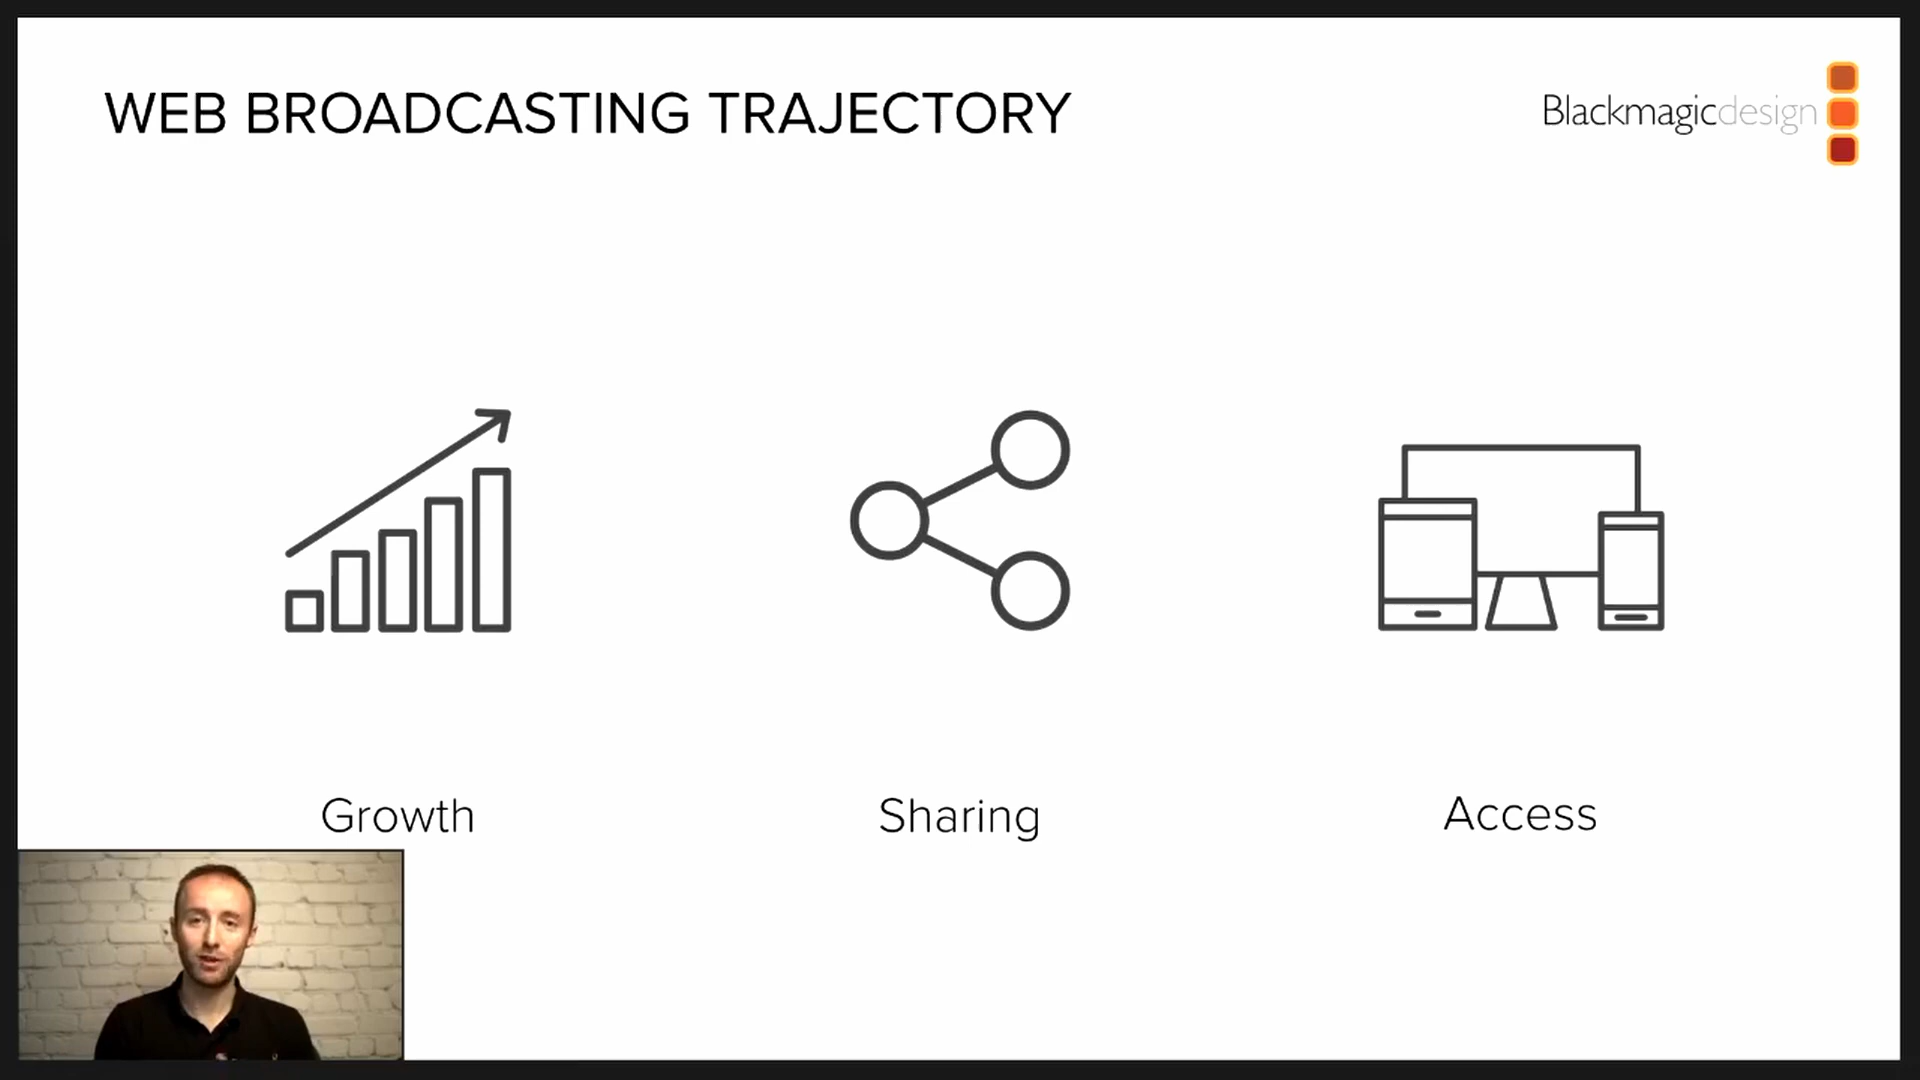 WEB BROADCASTING TRAJECTORY
Blackmagicdesign
Growth
Sharing
Access